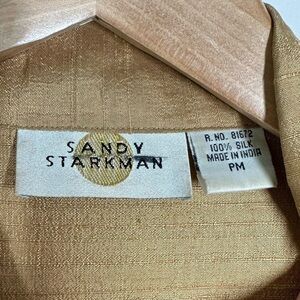 SANDY
STARKMAN
R. NO. 81672
100% SILK
MADE IN INDIA
PM